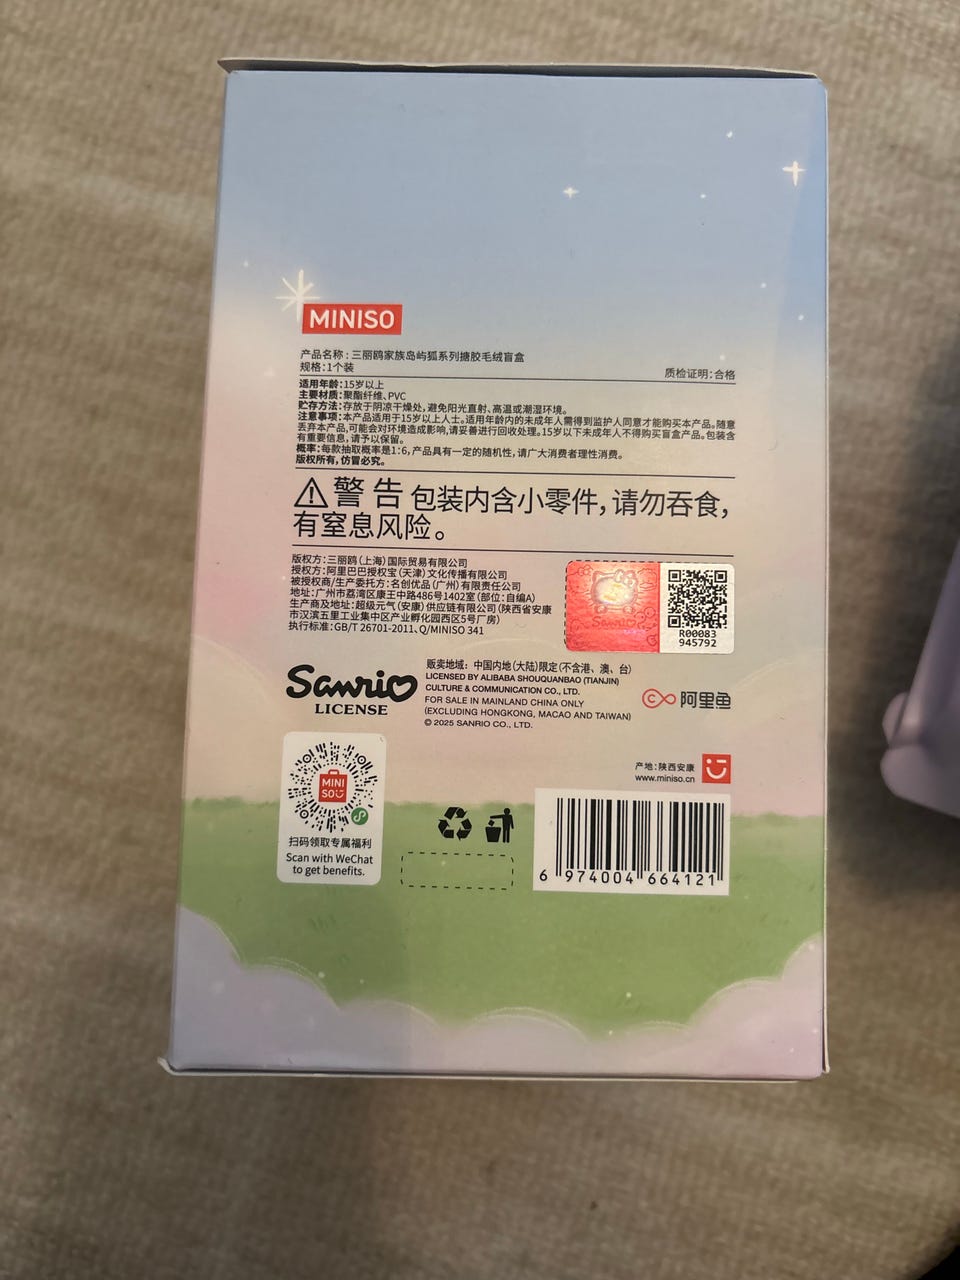 MINISO
产品名称：三丽鸥家族岛屿狐系列搪胶毛绒盲盒
规格：1个装
质检证明：合格
适用年龄：15岁以上
主要材质：聚酯纤维、PVC
贮存方法：存放于阴凉干燥处，避免阳光直射、高温或潮湿环境。
注意事项：本产品适用于15岁以上人士。适用年龄内的未成年人需得到监护人同意才能购买本产品。随意
丢弃本产品，可能会对环境造成影响，请妥善进行回收处理。15岁以下未成年人不得购买盲盒产品。包装含
有重要信息，请予以保留。
概率：每款抽取概率是1:6，产品具有一定的随机性，请广大消费者理性消费。
版权所有，仿冒必究。
警告 包装内含小零件，请勿吞食，
有窒息风险。
版权方：三丽鸥（上海）国际贸易有限公司
授权方：阿里巴巴授权宝（天津）文化传播有限公司
被授权商/生产委托方：名创优品（广州）有限责任公司
地址：广州市荔湾区康王中路486号1402室（部位：自编A）
生产商及地址：超级元气（安康）供应链有限公司（陕西省安康
市汉滨五里工业集中区产业孵化园西区5号厂房）
执行标准：GB/T 26701-2011、Q/MINISO 341
Sanrio
R00083
945792
Sanrio
LICENSE
贩卖地域：中国内地（大陆）限定（不含港、澳、台）
LICENSED BY ALIBABA SHOUQUANBAO (TIANJIN)
CULTURE & COMMUNICATION CO., LTD.
FOR SALE IN MAINLAND CHINA ONLY
(EXCLUDING HONGKONG, MACAO AND TAIWAN)
© 2025 SANRIO CO., LTD.
阿里鱼
产地：陕西安康
www.miniso.cn
MINI
SO
扫码领取专属福利
Scan with WeChat
to get benefits.
6 974004 664121